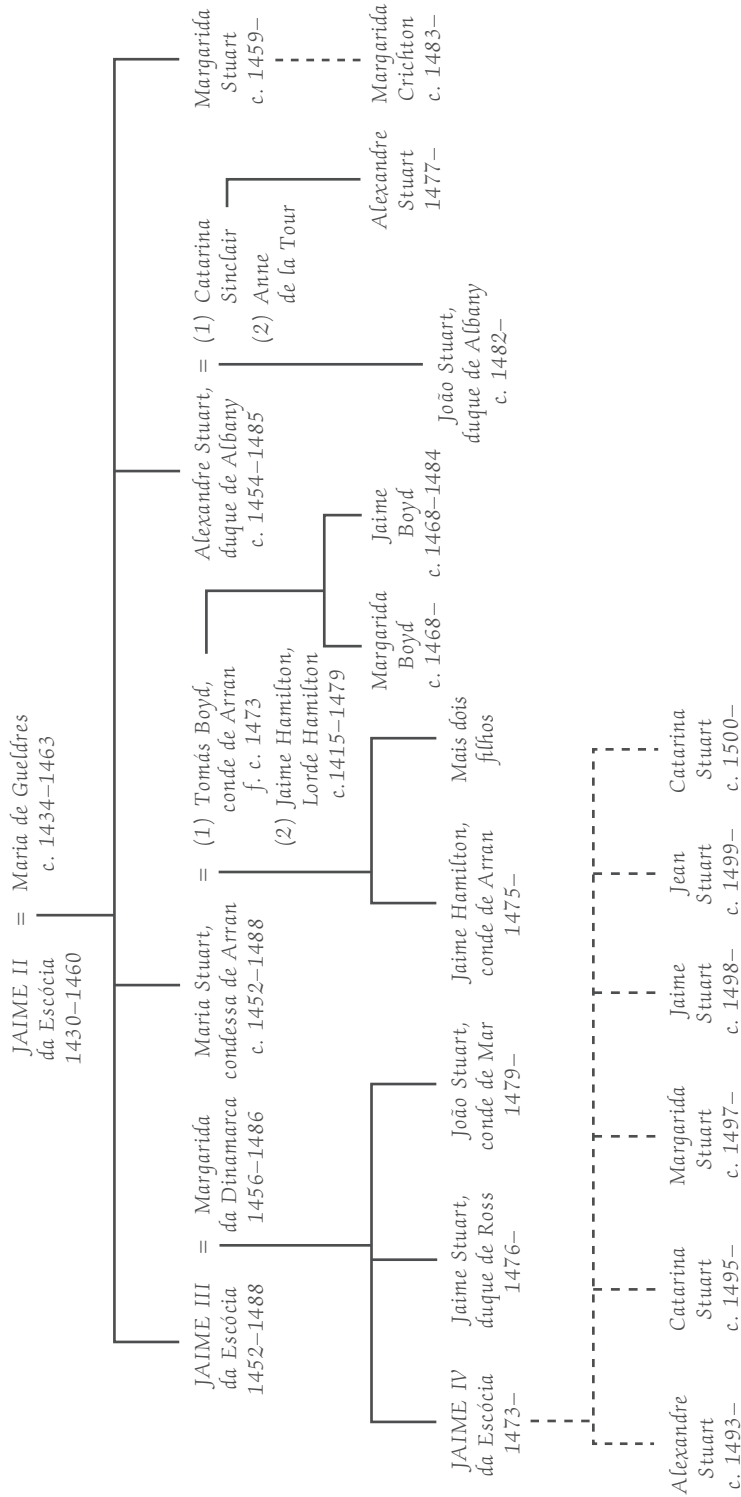 JAIME II
da Escócia
1430–1460
=
Maria de Gueldres
c. 1434–1463
JAIME III
da Escócia
1452–1488
=
Margarida
da Dinamarca
1456–1486
Maria Stuart,
condessa de Arran
c. 1452–1488
=
(1) Tomás Boyd,
conde de Arran
f. c. 1473
(2) Jaime Hamilton,
Lorde Hamilton
c.1415–1479
Alexandre Stuart,
duque de Albany
c. 1454–1485
=
(1) Catarina
Sinclair
(2) Anne
de la Tour
Margarida
Stuart
c. 1459–
JAIME IV
da Escócia
1473–
Jaime Stuart,
duque de Ross
1476–
João Stuart,
conde de Mar
1479–
Jaime Hamilton,
conde de Arran
1475–
Mais dois
filhos
Margarida
Boyd
c. 1468–
Jaime
Boyd
c. 1468–1484
João Stuart,
duque de Albany
c. 1482–
Alexandre
Stuart
1477–
Margarida
Crichton
c. 1483–
Alexandre
Stuart
c. 1493–
Catarina
Stuart
c. 1495–
Margarida
Stuart
c. 1497–
Jaime
Stuart
c. 1498–
Jean
Stuart
c. 1499–
Catarina
Stuart
c. 1500–